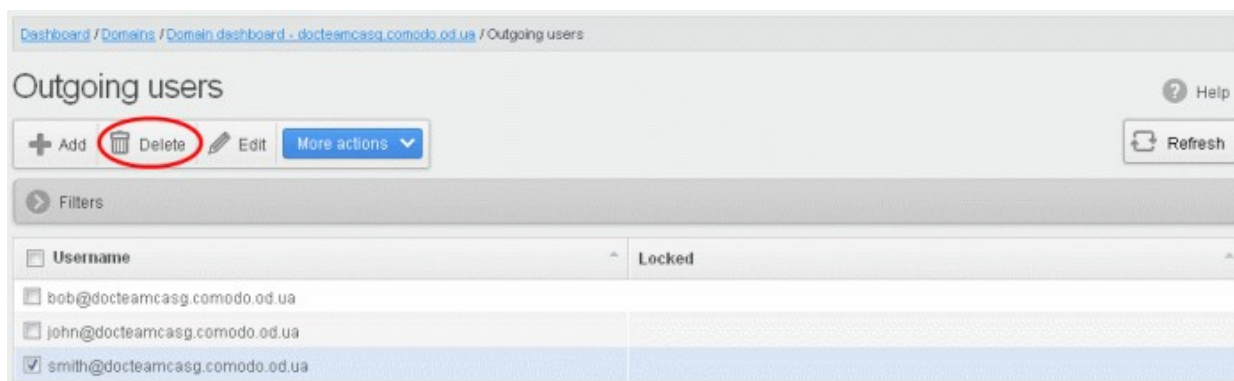 Dashboard / Domains / Domain dashboard - docteamcasg.comodo.od.ua / Outgoing users
Outgoing users
Help
Add Delete Edit More actions
Refresh
Filters
Username Locked
bob@docteamcasg.comodo.od.ua
john@docteamcasg.comodo.od.ua
smith@docteamcasg.comodo.od.ua